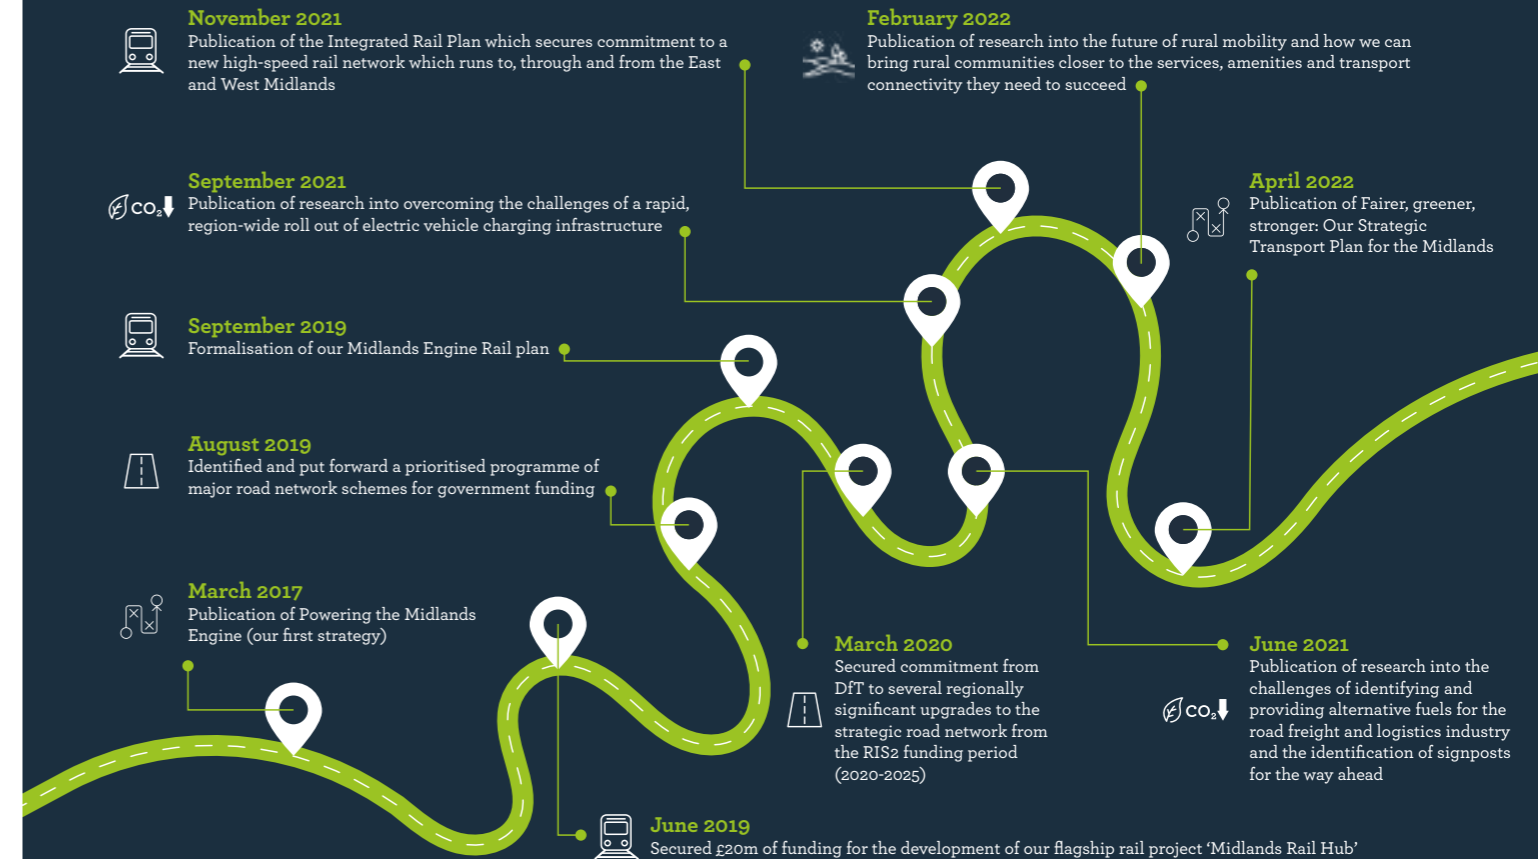 November 2021
Publication of the Integrated Rail Plan which secures commitment to a
new high-speed rail network which runs to, through and from the East
and West Midlands
February 2022
Publication of research into the future of rural mobility and how we can
bring rural communities closer to the services, amenities and transport
connectivity they need to succeed
September 2021
CO₂
Publication of research into overcoming the challenges of a rapid,
region-wide roll out of electric vehicle charging infrastructure
April 2022
Publication of Fairer, greener,
stronger: Our Strategic
Transport Plan for the Midlands
September 2019
Formalisation of our Midlands Engine Rail plan
August 2019
Identified and put forward a prioritised programme of
major road network schemes for government funding
March 2017
Publication of Powering the Midlands
Engine (our first strategy)
March 2020
Secured commitment from
DfT to several regionally
significant upgrades to the
strategic road network from
the RIS2 funding period
(2020-2025)
June 2021
CO₂
Publication of research into the
challenges of identifying and
providing alternative fuels for the
road freight and logistics industry
and the identification of signposts
for the way ahead
June 2019
Secured £20m of funding for the development of our flagship rail project ‘Midlands Rail Hub’